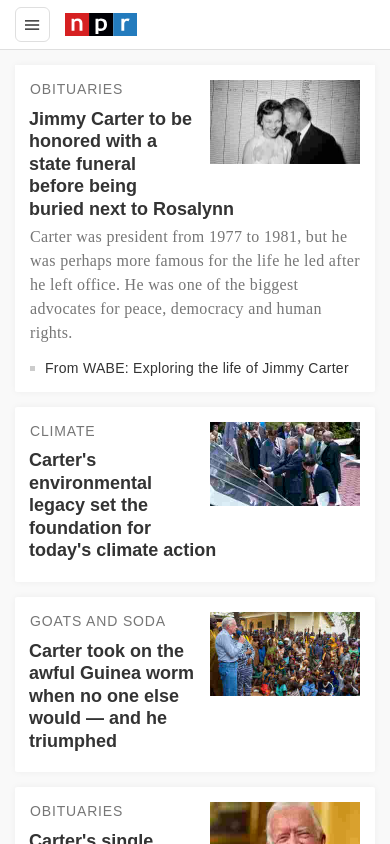 npr
OBITUARIES
Jimmy Carter to be
honored with a
state funeral
before being
buried next to Rosalynn
Carter was president from 1977 to 1981, but he
was perhaps more famous for the life he led after
he left office. He was one of the biggest
advocates for peace, democracy and human
rights.
From WABE: Exploring the life of Jimmy Carter
CLIMATE
Carter's
environmental
legacy set the
foundation for
today's climate action
GOATS AND SODA
Carter took on the
awful Guinea worm
when no one else
would — and he
triumphed
OBITUARIES
Carter's single